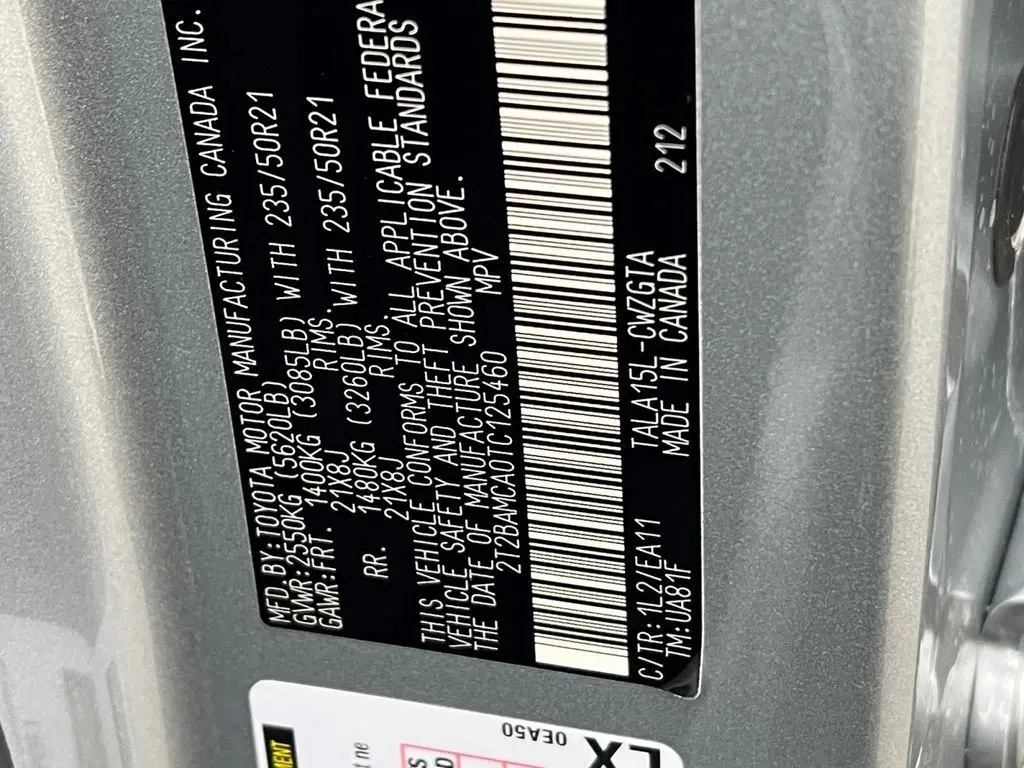 MFD.BY:TOYOTA MOTOR MANUFACTURING CANADA INC.
GVWR:2550KG(5620LB)
GAWR:FRT. 1400KG (3085LB) WITH 235/50R21
21X8J RIMS.
RR. 1480KG (3260LB) WITH 235/50R21
21X8J RIMS.
THIS VEHICLE CONFORMS TO ALL APPLICABLE FEDERA
VEHICLE SAFETY AND THEFT PREVENTION STANDARDS
THE DATE OF MANUFACTURE SHOWN ABOVE.
2T2BAMCA0TC125460 MPV
C/TR:1L27/EA11 TALA15L-CWZGTA 212
TM:UA81F MADE IN CANADA
0EA50